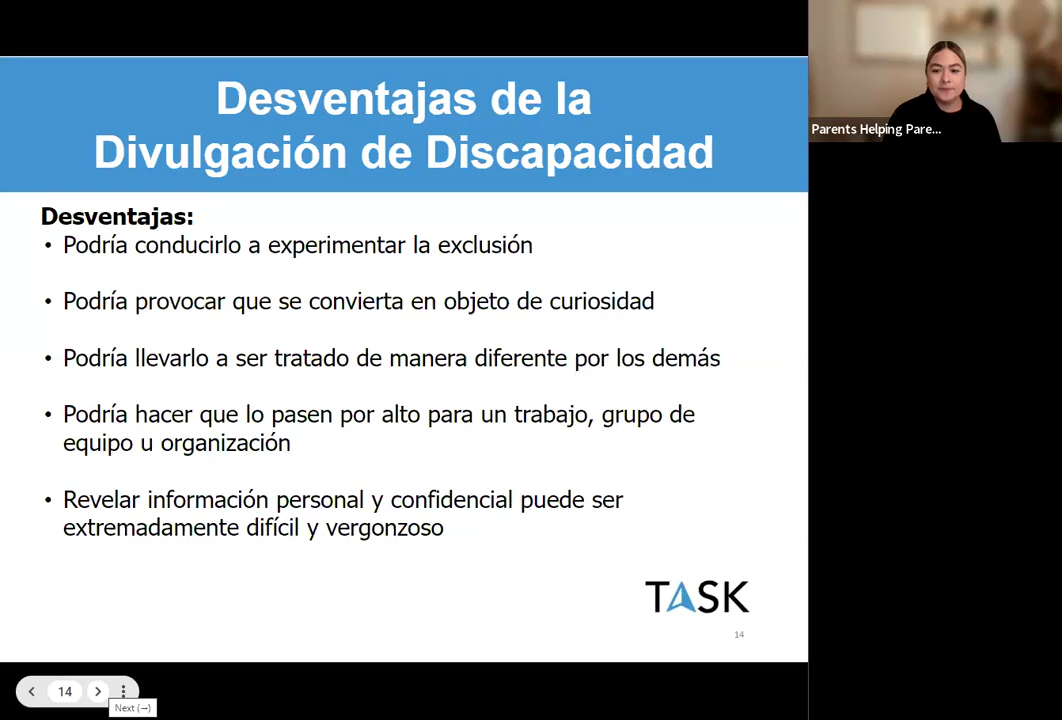 Desventajas de la
Divulgación de Discapacidad
Parents Helping Pare...
Desventajas:
• Podría conducirlo a experimentar la exclusión
• Podría provocar que se convierta en objeto de curiosidad
• Podría llevarlo a ser tratado de manera diferente por los demás
• Podría hacer que lo pasen por alto para un trabajo, grupo de
equipo u organización
• Revelar información personal y confidencial puede ser
extremadamente difícil y vergonzoso
TASK
14
14
Next (→)